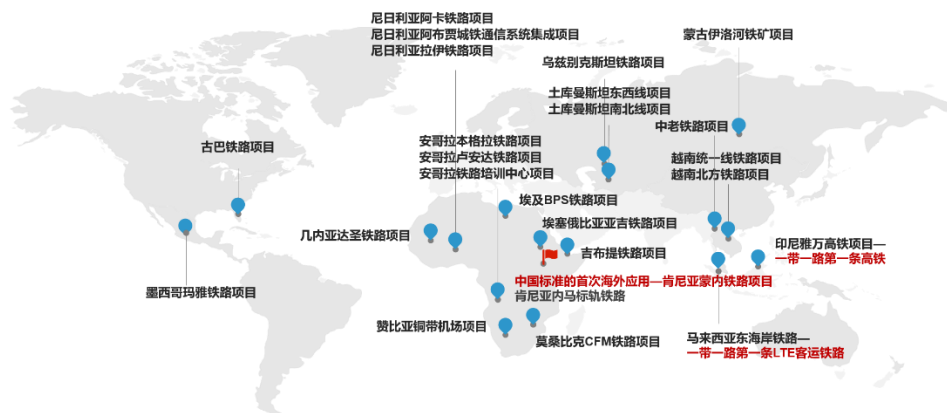 尼日利亚阿卡铁路项目
尼日利亚阿布贾城铁通信系统集成项目
尼日利亚拉伊铁路项目
蒙古伊洛河铁矿项目
乌兹别克斯坦铁路项目
土库曼斯坦东西线项目
土库曼斯坦南北线项目
中老铁路项目
古巴铁路项目
安哥拉本格拉铁路项目
安哥拉卢安达铁路项目
安哥拉铁路培训中心项目
越南统一线铁路项目
越南北方铁路项目
埃及BPS铁路项目
埃塞俄比亚亚吉铁路项目
几内亚达圣铁路项目
吉布提铁路项目
印尼雅万高铁项目—
一带一路第一条高铁
中国标准的首次海外应用—肯尼亚蒙内铁路项目
肯尼亚内马标轨铁路
墨西哥玛雅铁路项目
赞比亚铜带机场项目
莫桑比克CFM铁路项目
马来西亚东海岸铁路—
一带一路第一条LTE客运铁路